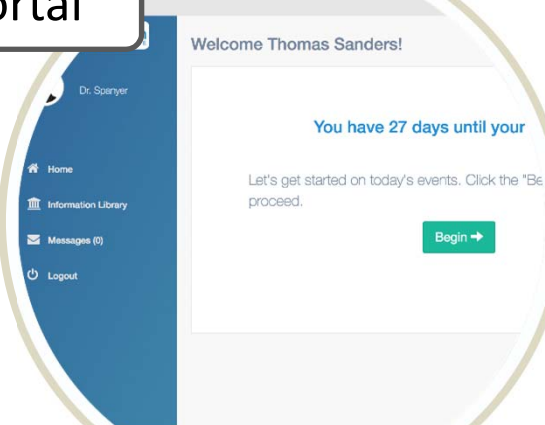 ortal
Welcome Thomas Sanders!
Dr. Spanyer
You have 27 days until your
Home
Let's get started on today's events. Click the "Be
Information Library
proceed.
Messages (0)
Begin
Logout